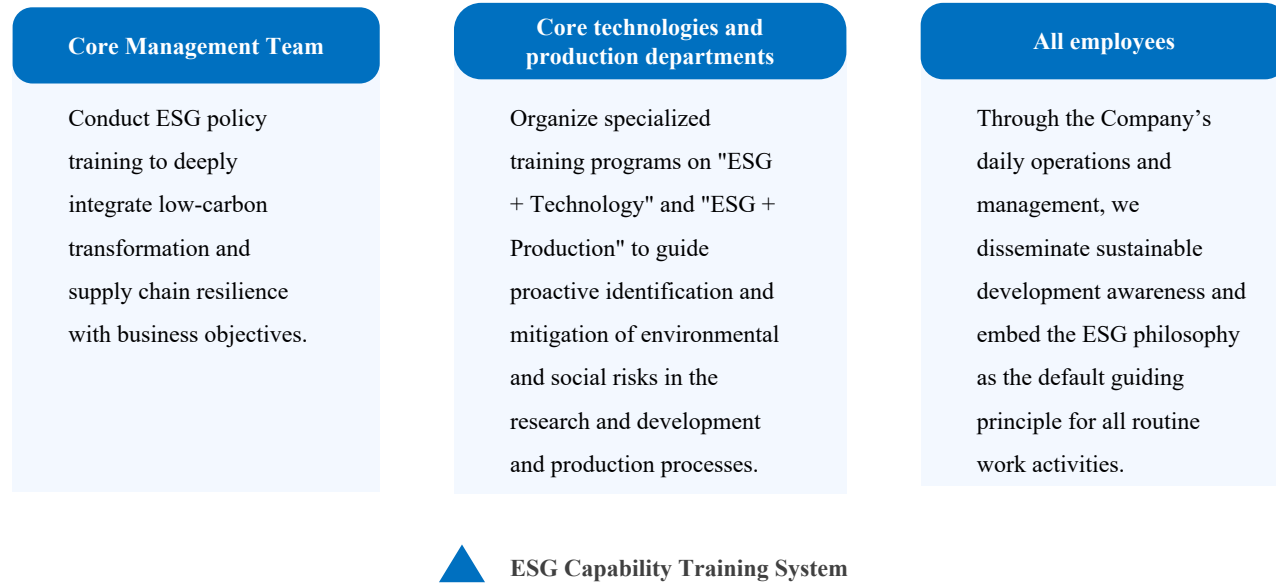 Core Management Team
Conduct ESG policy
training to deeply
integrate low-carbon
transformation and
supply chain resilience
with business objectives.
Core technologies and
production departments
Organize specialized
training programs on "ESG
+ Technology" and "ESG +
Production" to guide
proactive identification and
mitigation of environmental
and social risks in the
research and development
and production processes.
All employees
Through the Company’s
daily operations and
management, we
disseminate sustainable
development awareness and
embed the ESG philosophy
as the default guiding
principle for all routine
work activities.
ESG Capability Training System